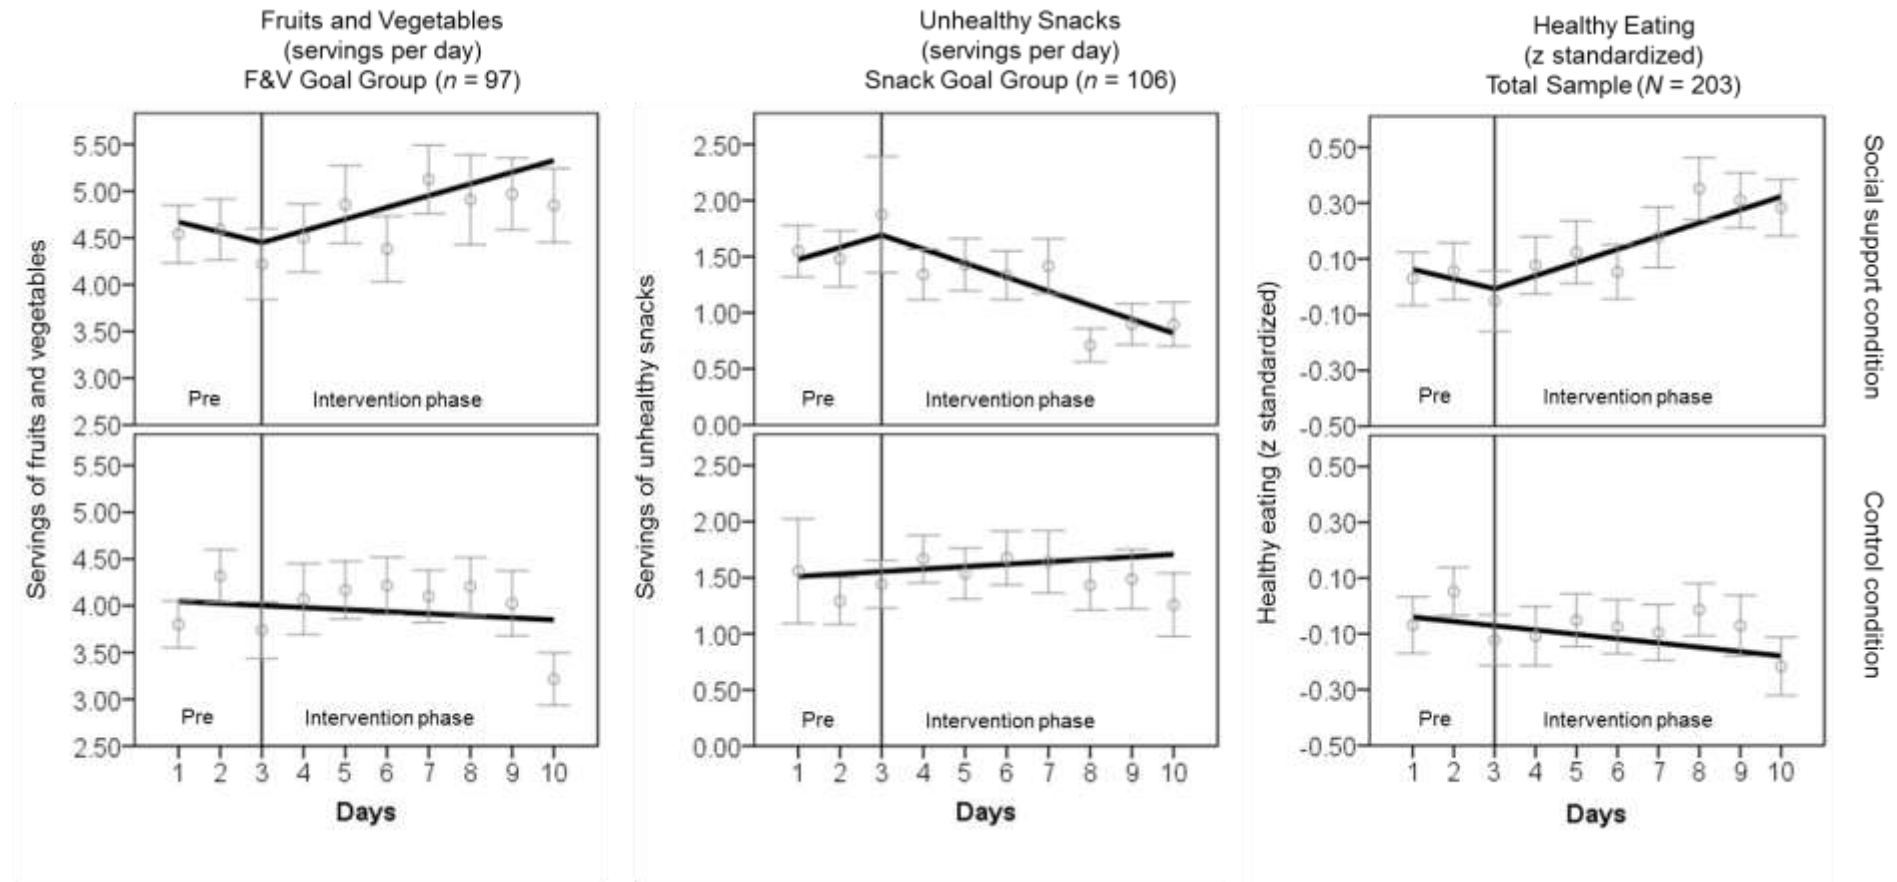 Fruits and Vegetables
(servings per day)
F&V Goal Group (n = 97)
Unhealthy Snacks
(servings per day)
Snack Goal Group (n = 106)
Healthy Eating
(z standardized)
Total Sample (N = 203)
Servings of fruits and vegetables
5.50
5.00
4.50
4.00
3.50
3.00
2.50
Pre
Intervention phase
5.50
5.00
4.50
4.00
3.50
3.00
2.50
Pre
Intervention phase
1 2 3 4 5 6 7 8 9 10
Days
Servings of unhealthy snacks
2.50
2.00
1.50
1.00
0.50
0.00
Pre
Intervention phase
2.50
2.00
1.50
1.00
0.50
0.00
Pre
Intervention phase
1 2 3 4 5 6 7 8 9 10
Days
Healthy eating (z standardized)
0.50
0.30
0.10
-0.10
-0.30
-0.50
Pre
Intervention phase
0.50
0.30
0.10
-0.10
-0.30
-0.50
Pre
Intervention phase
1 2 3 4 5 6 7 8 9 10
Days
Social support condition
Control condition